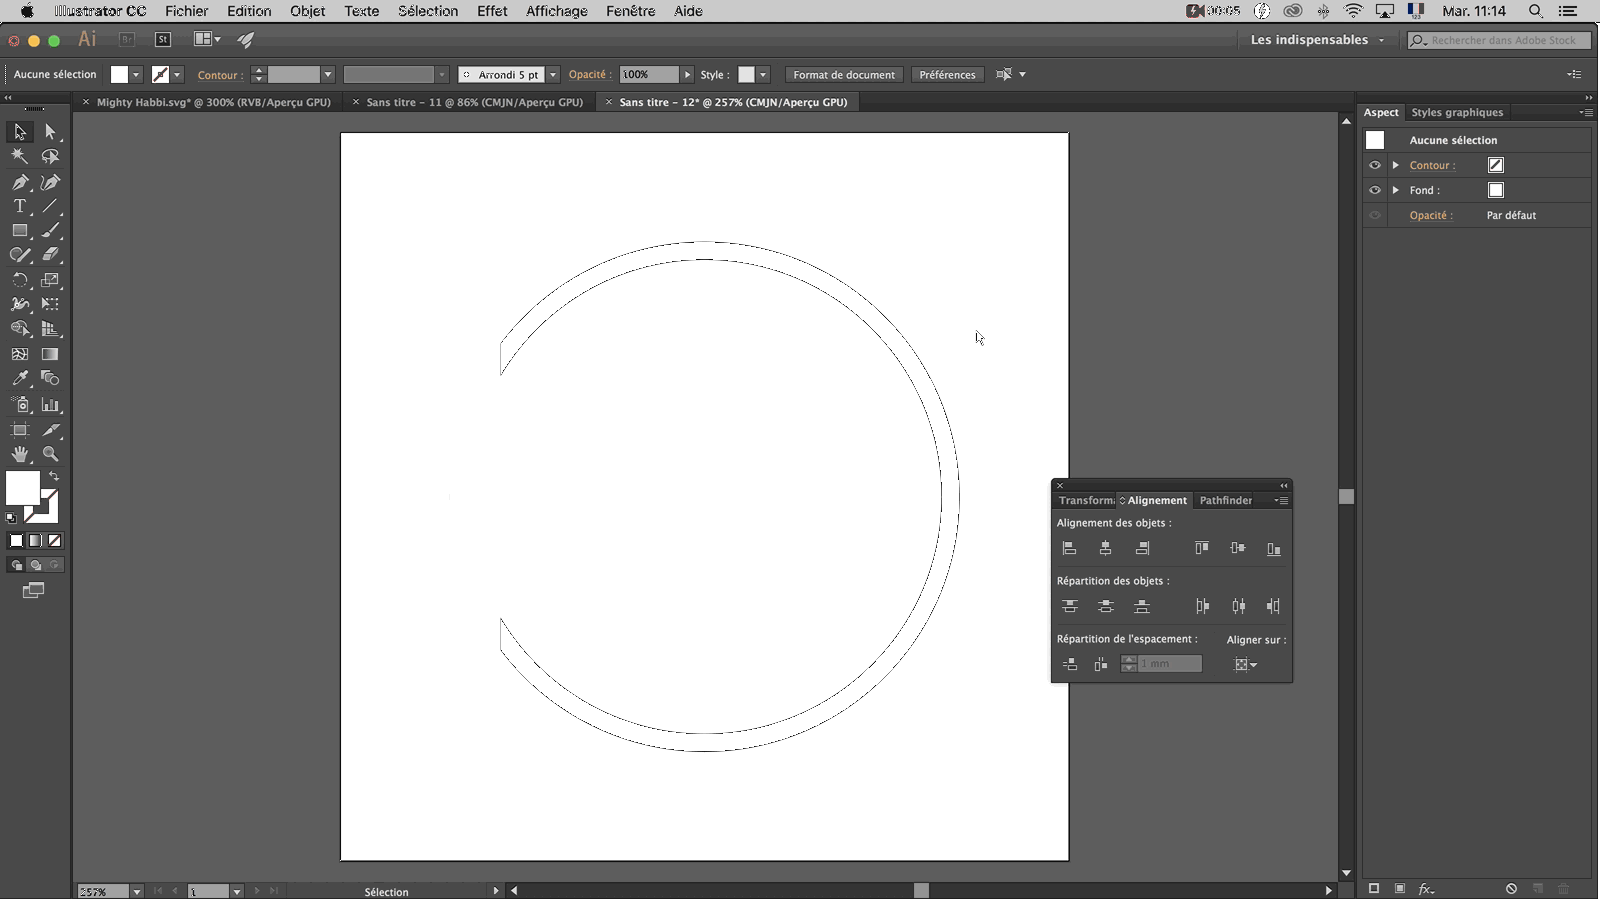 Illustrator CC Fichier Edition Objet Texte Sélection Effet Affichage Fenêtre Aide 00:05 Mar. 11:14
Ai Br St Les indispensables Rechercher dans Adobe Stock
Aucune sélection Contour : Arrondi 5 pt Opacité : 100% Style : Format de document Préférences
× Mighty Habbi.svg* @ 300% (RVB/Aperçu GPU) × Sans titre - 11 @ 86% (CMJN/Aperçu GPU) × Sans titre - 12* @ 257% (CMJN/Aperçu GPU)
Aspect Styles graphiques
Aucune sélection
Contour :
Fond :
Opacité : Par défaut
Transforma Alignement Pathfinder
Alignement des objets :
Répartition des objets :
Répartition de l'espacement : Aligner sur :
1 mm
257% 1 Sélection
fx